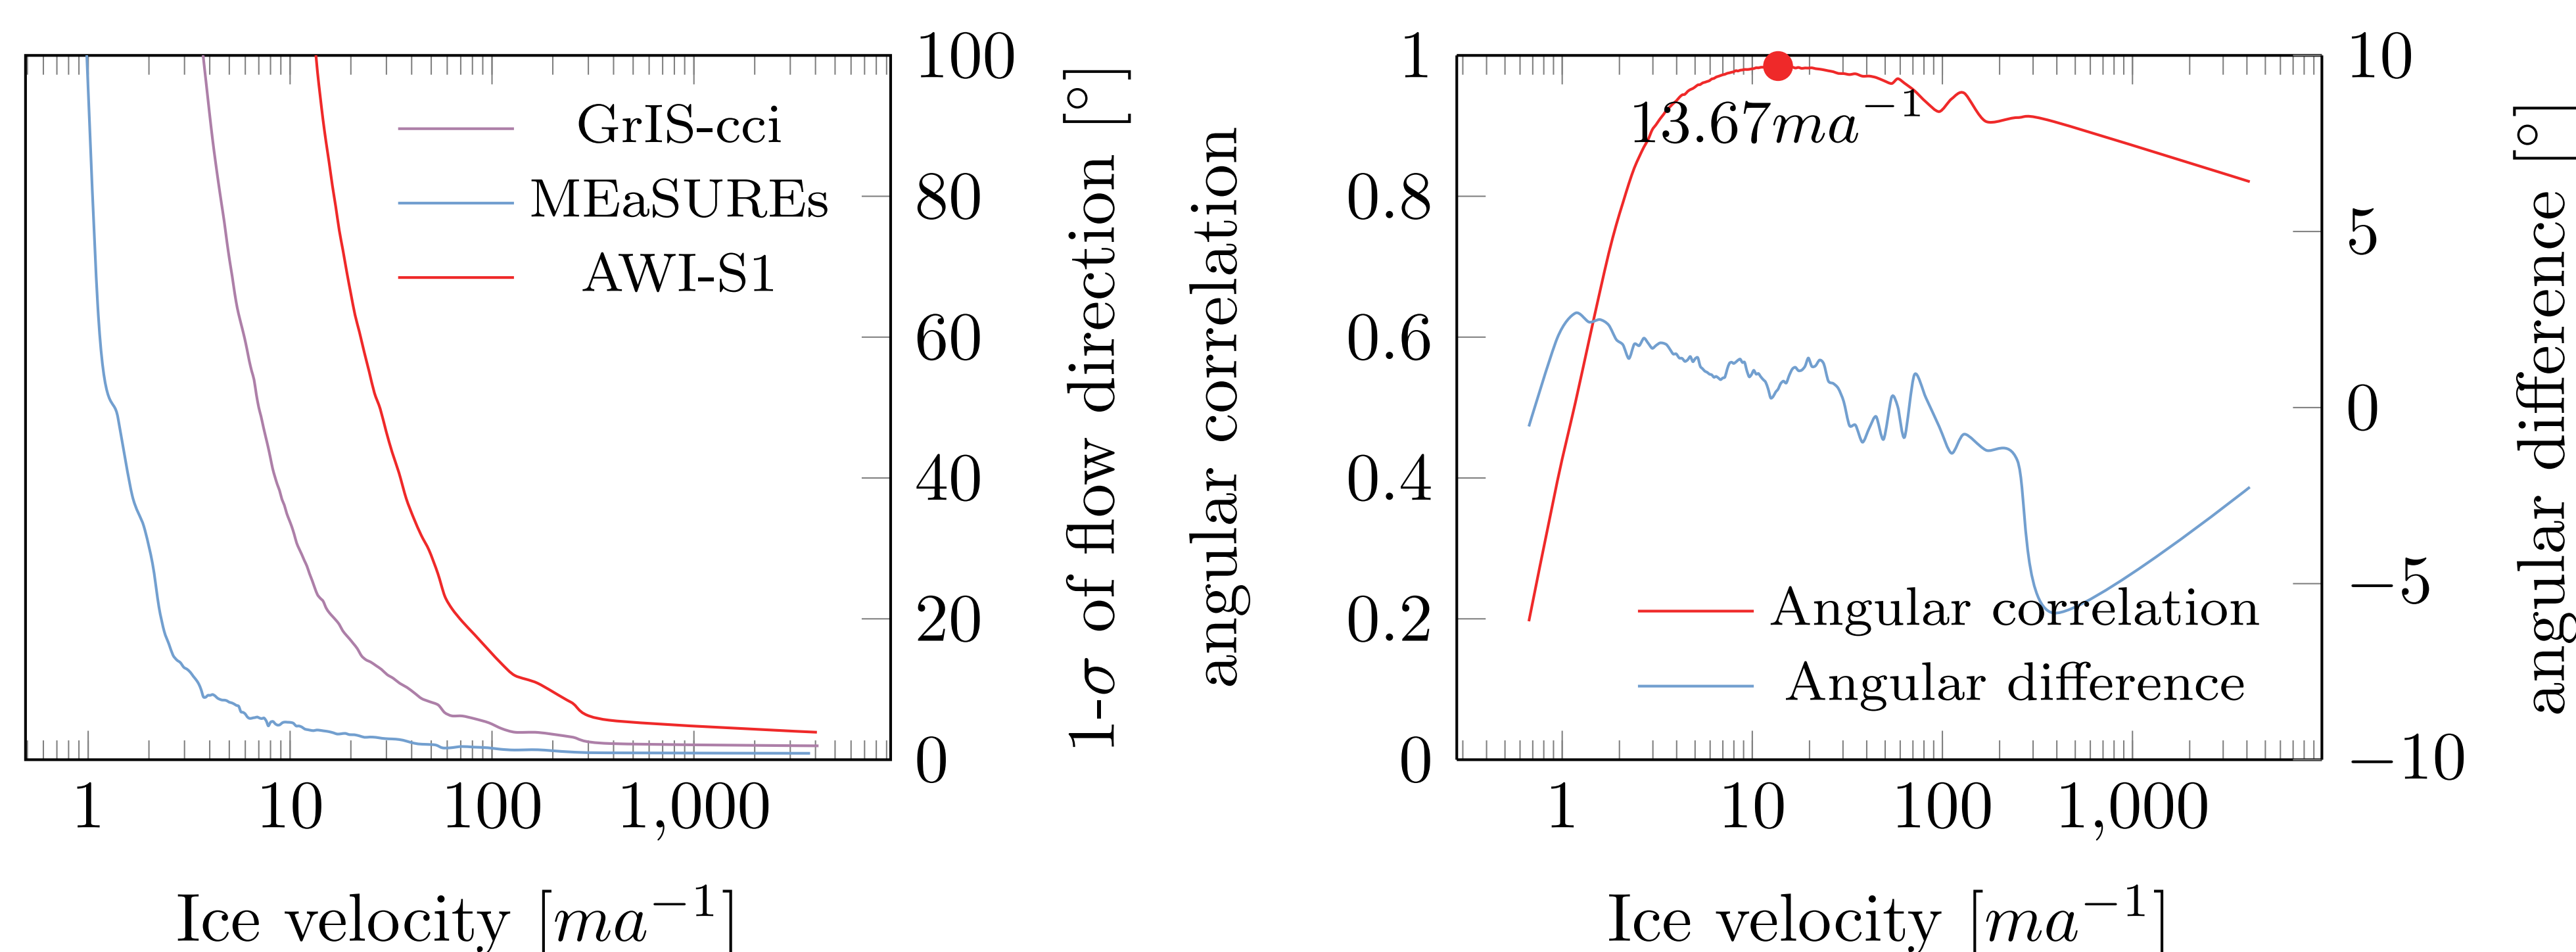 100
80
60
40
20
0
GrIS-cci
MEaSUREs
AWI-S1
1 10 100 1,000
Ice velocity [ma⁻¹]
1-σ of flow direction [°]
angular correlation
1
0.8
0.6
0.4
0.2
0
13.67ma⁻¹
Angular correlation
Angular difference
1 10 100 1,000
Ice velocity [ma⁻¹]
10
5
0
−5
−10
angular difference [°]